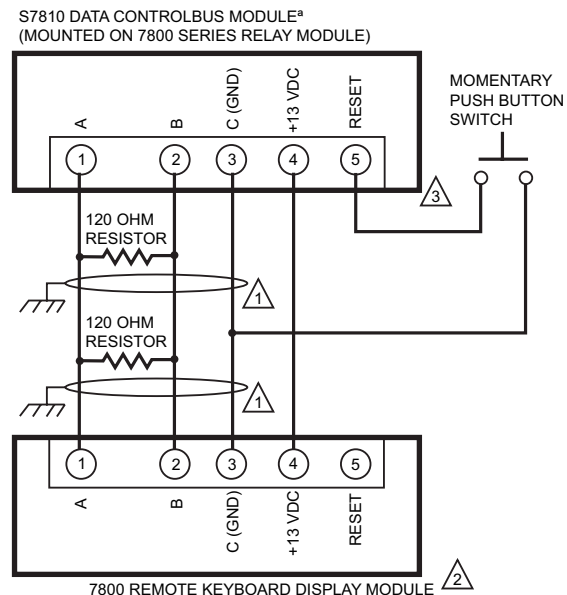 S7810 DATA CONTROLBUS MODULEª
(MOUNTED ON 7800 SERIES RELAY MODULE)
MOMENTARY
PUSH BUTTON
SWITCH
A
B
C (GND)
+13 VDC
RESET
1
2
3
4
5
3
120 OHM
RESISTOR
1
120 OHM
RESISTOR
1
1
2
3
4
5
A
B
C (GND)
+13 VDC
RESET
7800 REMOTE KEYBOARD DISPLAY MODULE
2